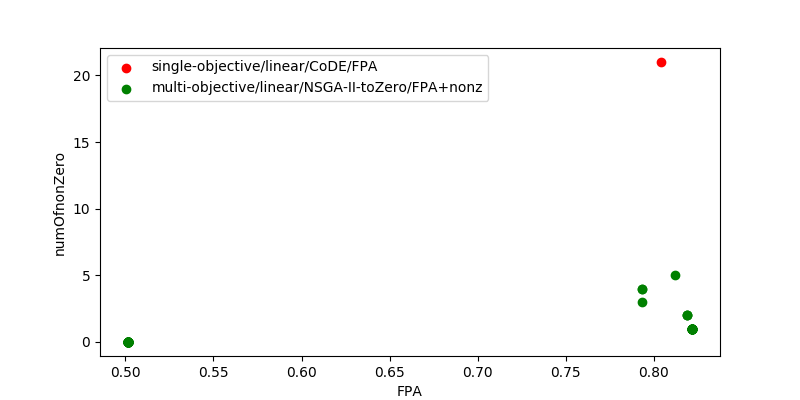 single-objective/linear/CoDE/FPA
multi-objective/linear/NSGA-II-toZero/FPA+nonz
numOfnonZero
20
15
10
5
0
0.50 0.55 0.60 0.65 0.70 0.75 0.80
FPA